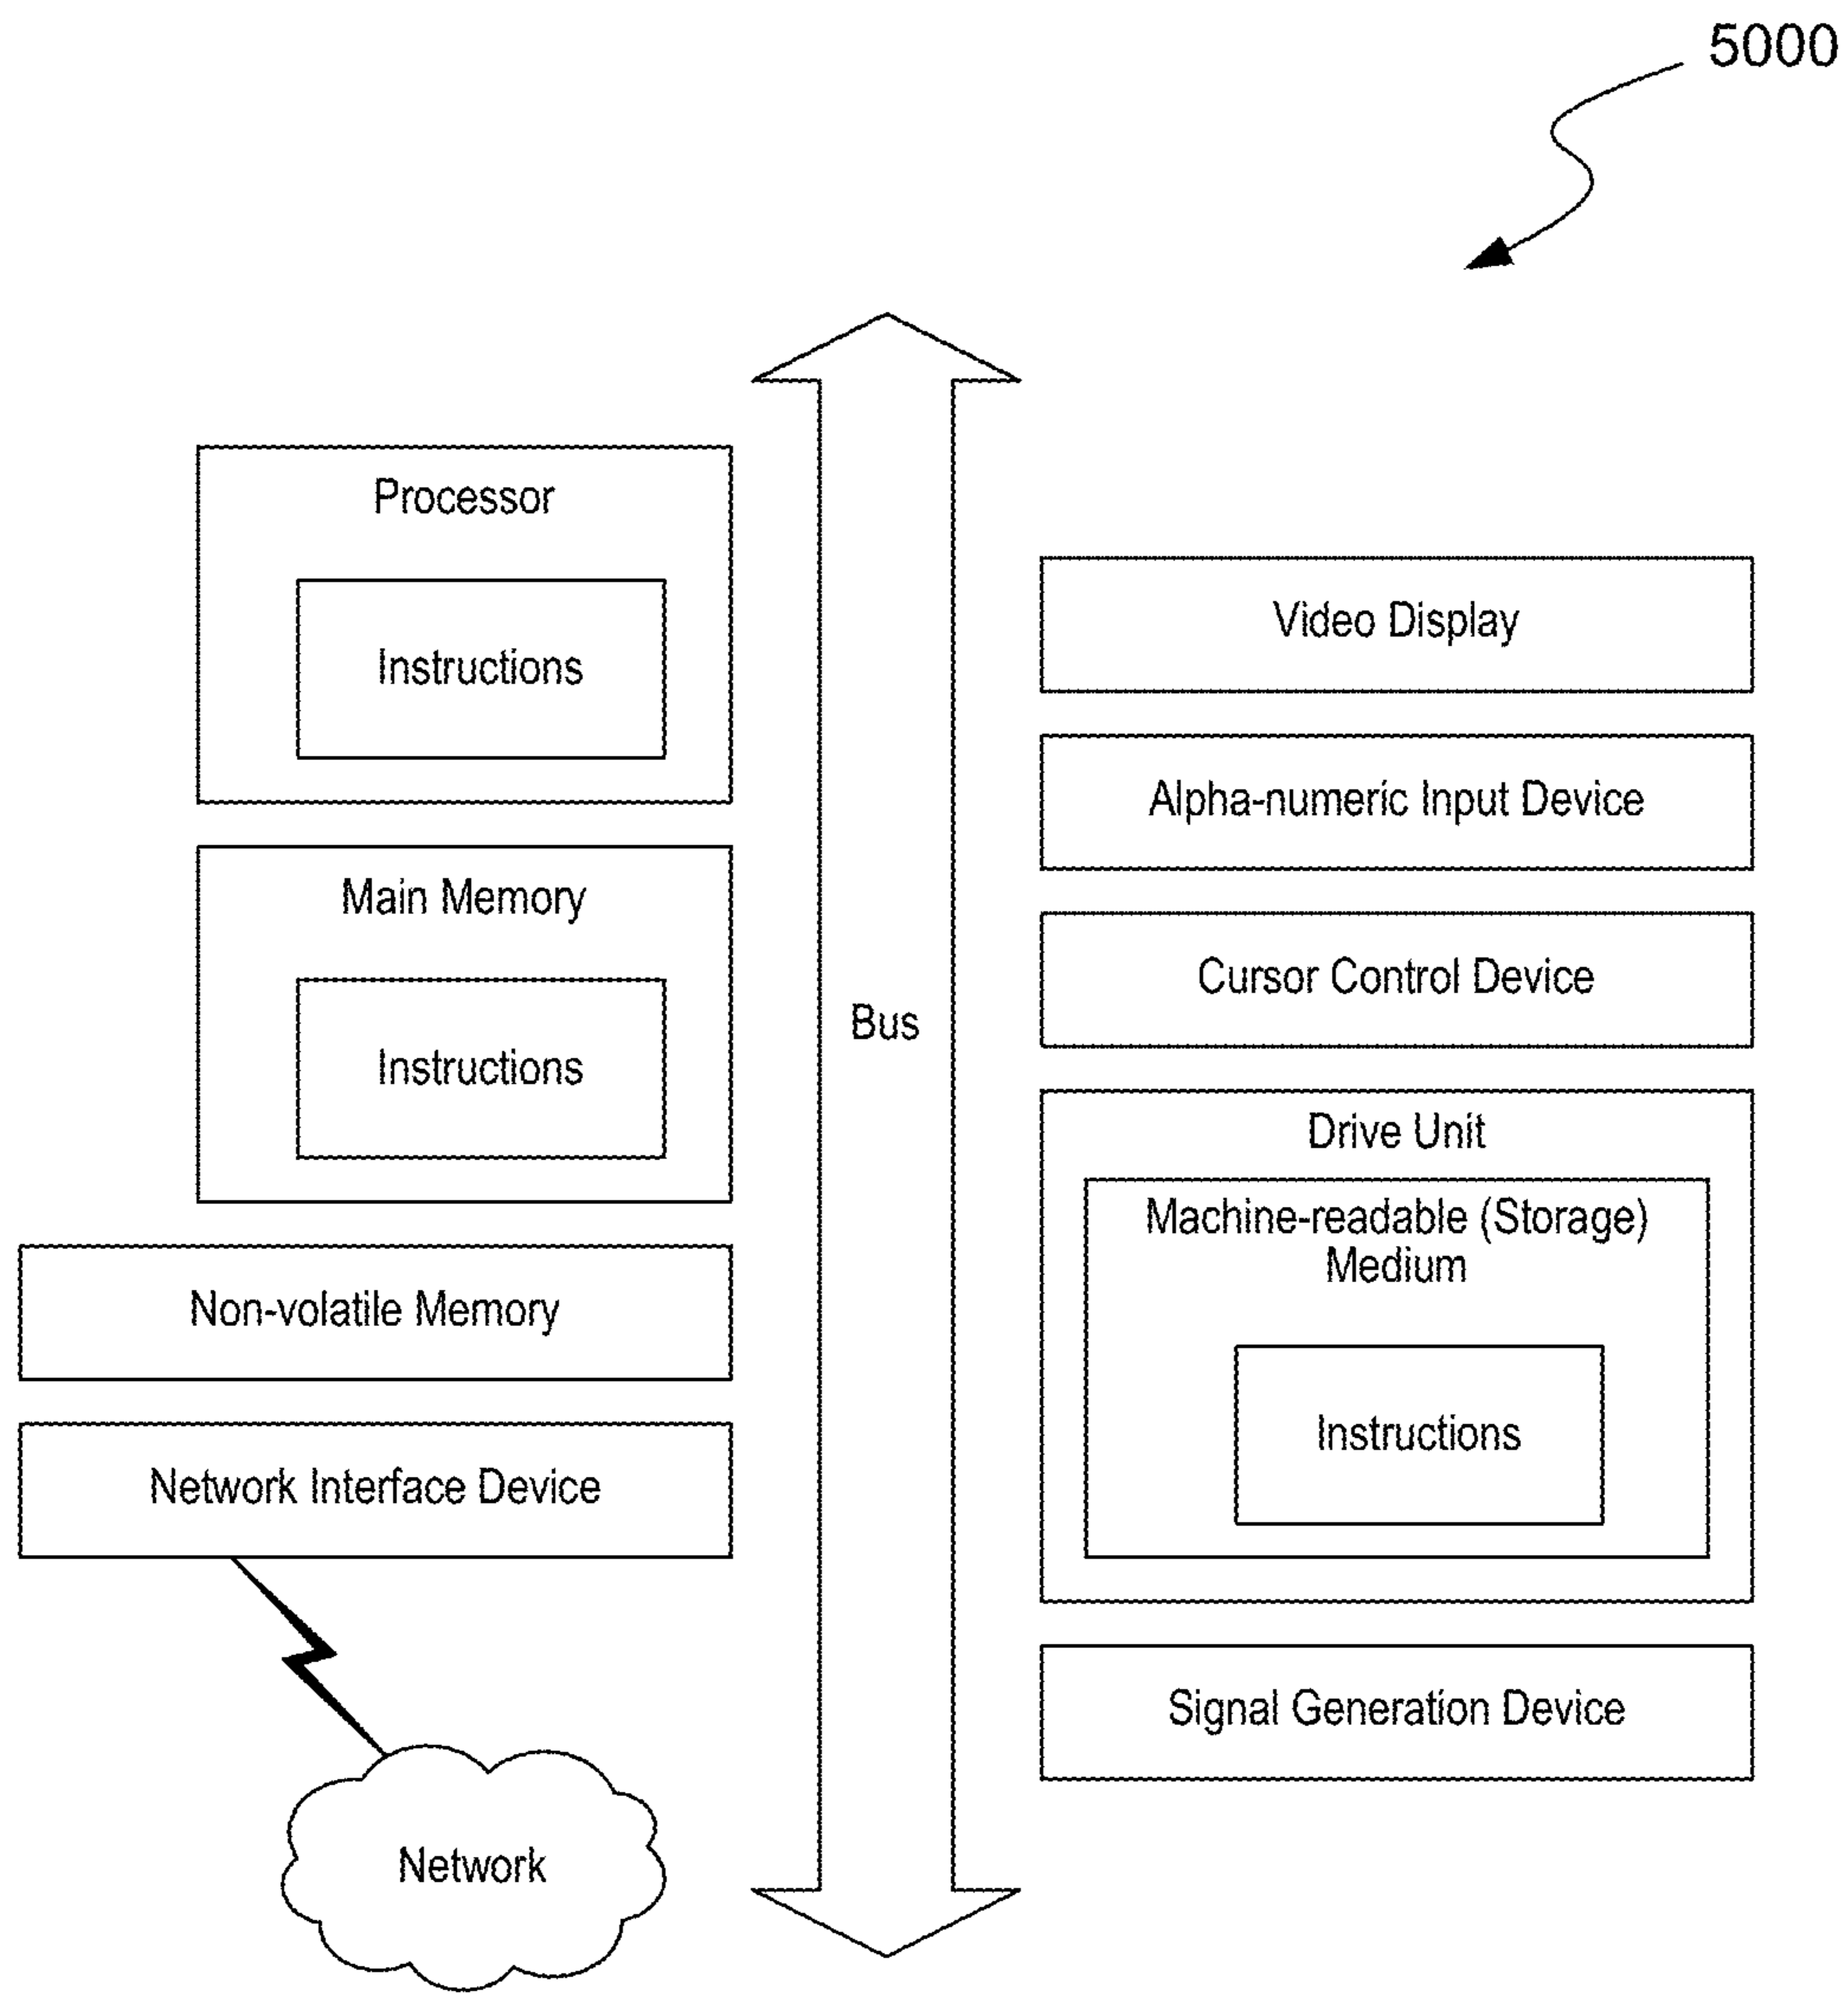 5000
Processor
Instructions
Main Memory
Instructions
Non-volatile Memory
Network Interface Device
Network
Bus
Video Display
Alpha-numeric Input Device
Cursor Control Device
Drive Unit
Machine-readable (Storage)
Medium
Instructions
Signal Generation Device